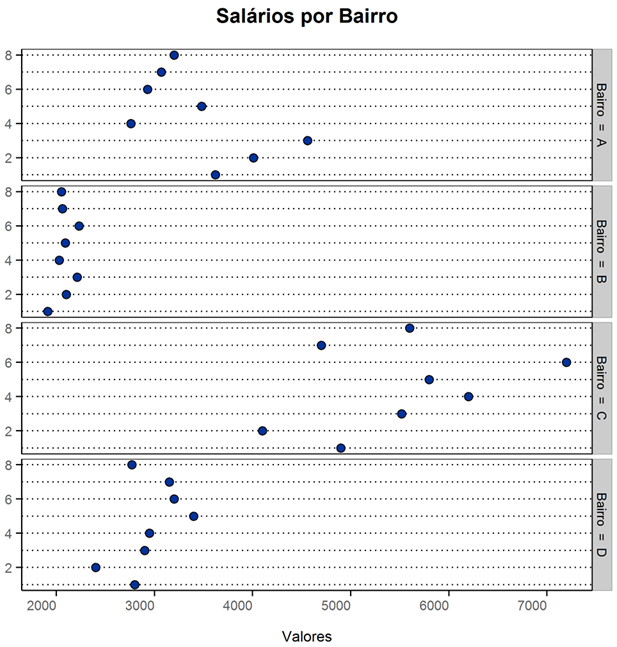 Salários por Bairro
8
6
4
2
Bairro = A
8
6
4
2
Bairro = B
8
6
4
2
Bairro = C
8
6
4
2
Bairro = D
2000 3000 4000 5000 6000 7000
Valores